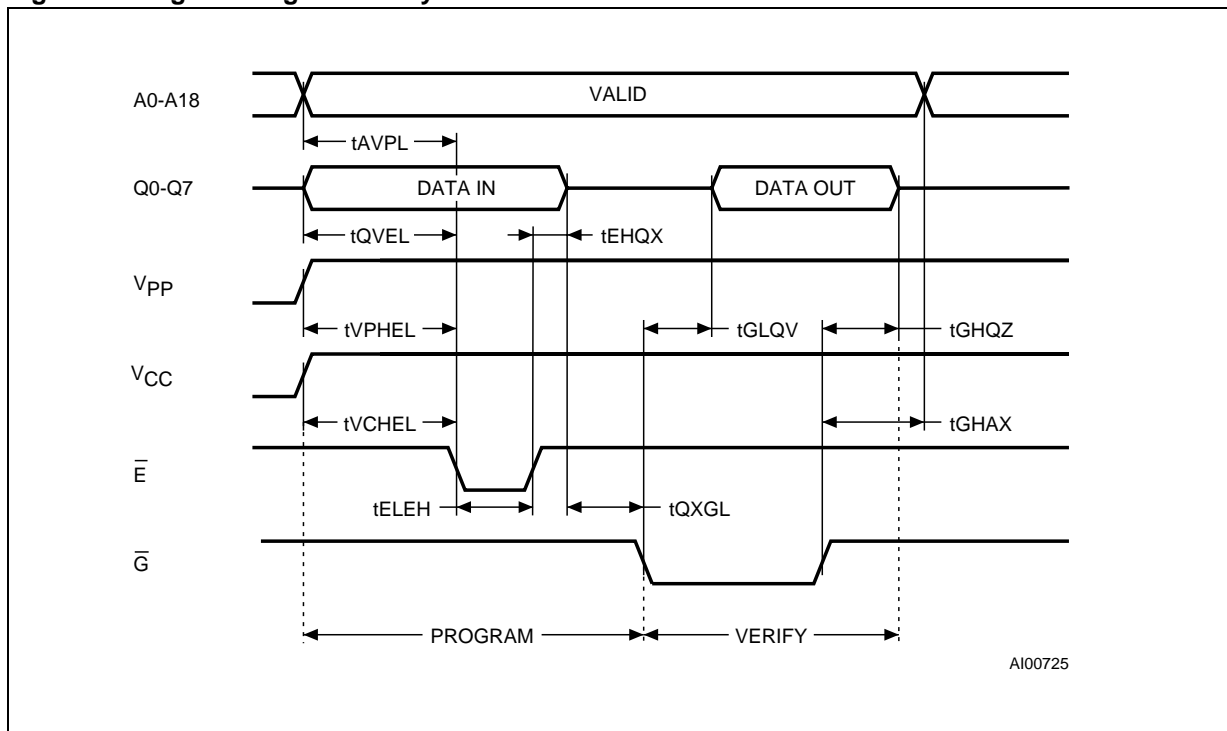 A0-A18
VALID
tAVPL
Q0-Q7
DATA IN
DATA OUT
tQVEL
tEHQX
VPP
tVPHEL
tGLQV
tGHQZ
VCC
tVCHEL
tGHAX
E̅
tELEH
tQXGL
G̅
PROGRAM
VERIFY
AI00725